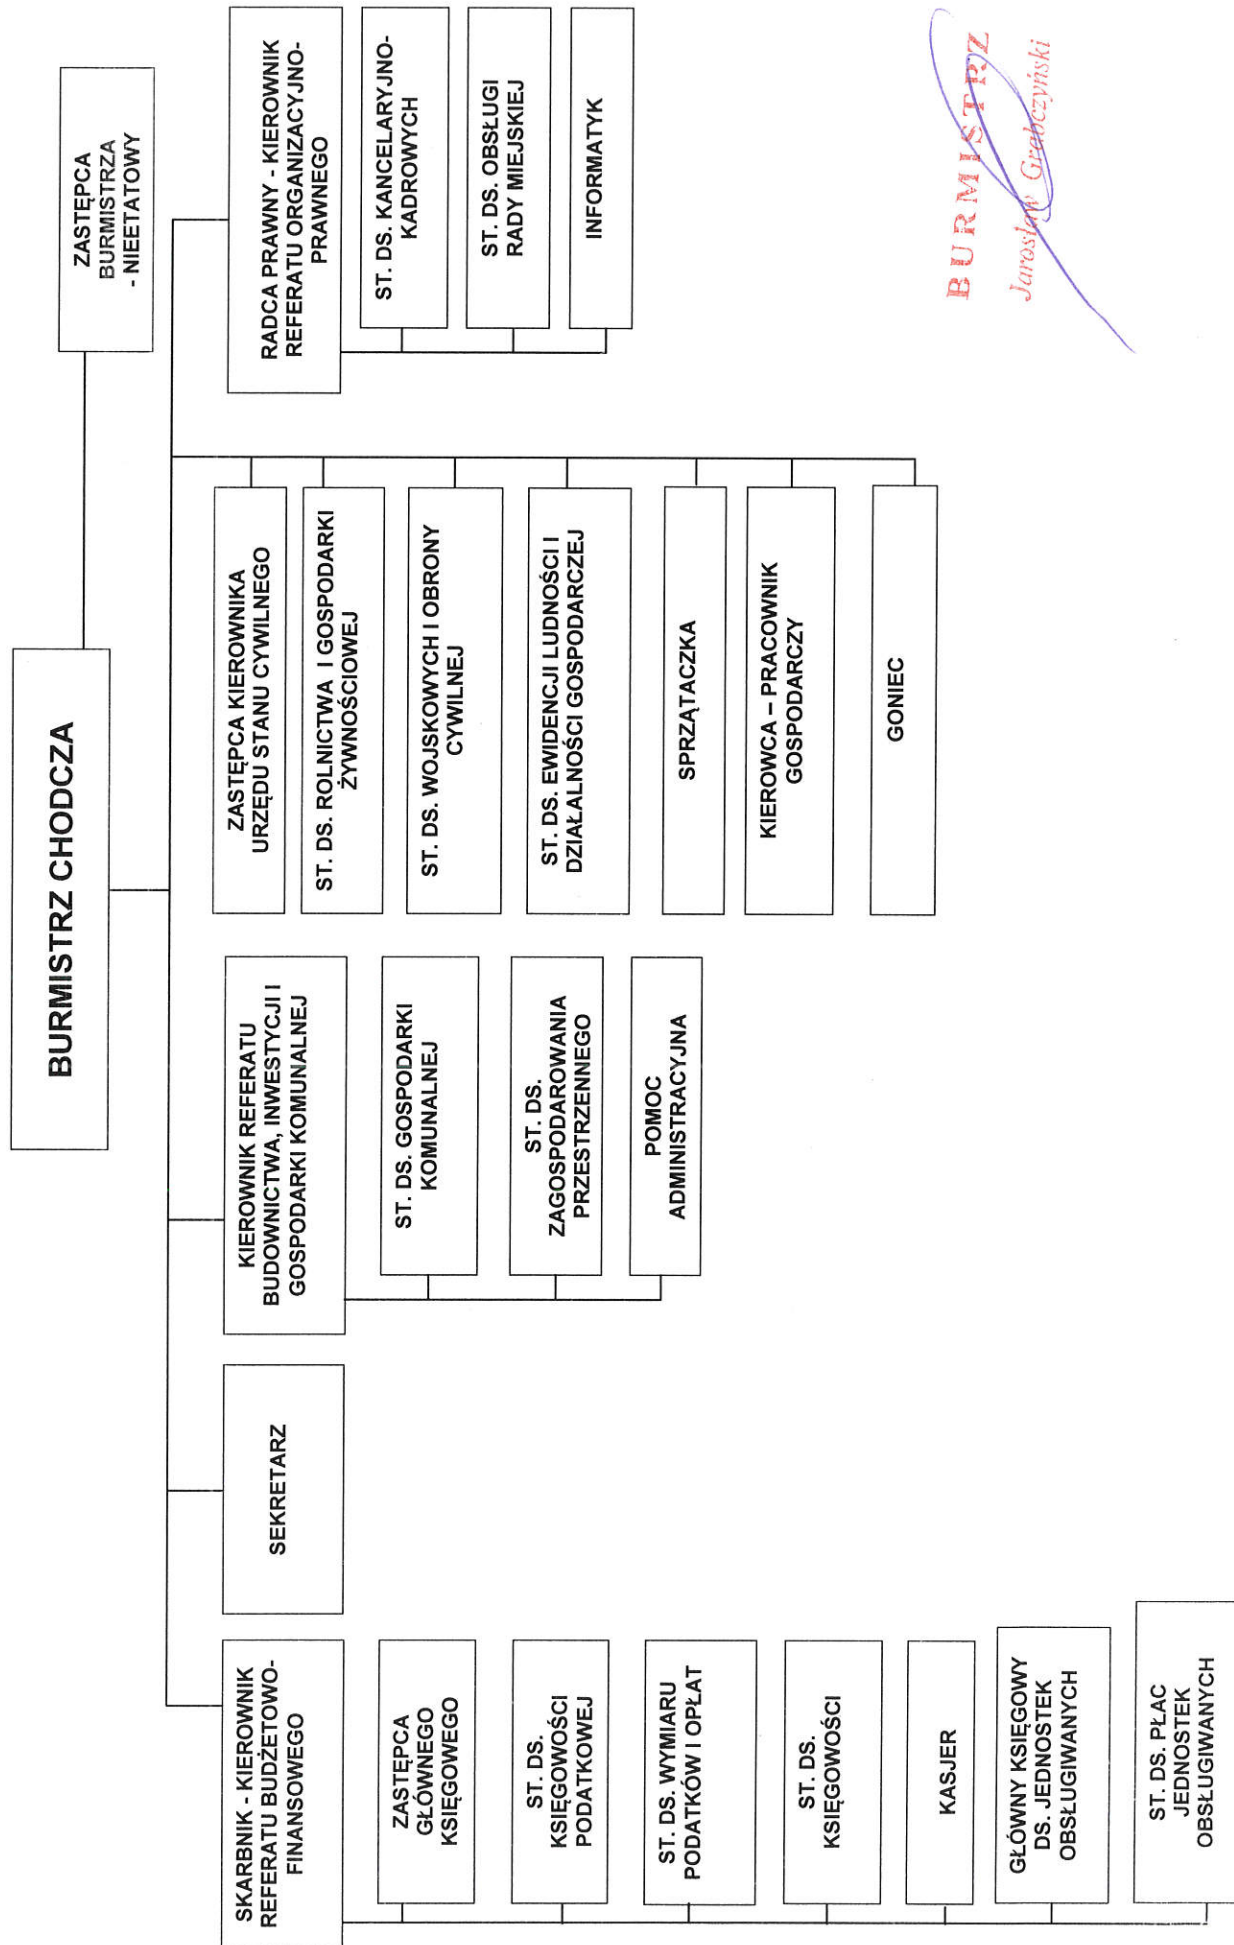 BURMISTRZ CHODCZA
ZASTĘPCA
BURMISTRZA
- NIEETATOWY
SKARBNIK - KIEROWNIK
REFERATU BUDŻETOWO-
FINANSOWEGO
ZASTĘPCA
GŁÓWNEGO
KSIĘGOWEGO
ST. DS.
KSIĘGOWOŚCI
PODATKOWEJ
ST. DS. WYMIARU
PODATKÓW I OPŁAT
ST. DS.
KSIĘGOWOŚCI
KASJER
GŁÓWNY KSIĘGOWY
DS. JEDNOSTEK
OBSŁUGIWANYCH
ST. DS. PŁAC
JEDNOSTEK
OBSŁUGIWANYCH
SEKRETARZ
KIEROWNIK REFERATU
BUDOWNICTWA, INWESTYCJI I
GOSPODARKI KOMUNALNEJ
ST. DS. GOSPODARKI
KOMUNALNEJ
ST. DS.
ZAGOSPODAROWANIA
PRZESTRZENNEGO
POMOC
ADMINISTRACYJNA
ZASTĘPCA KIEROWNIKA
URZĘDU STANU CYWILNEGO
ST. DS. ROLNICTWA I GOSPODARKI
ŻYWNOŚCIOWEJ
ST. DS. WOJSKOWYCH I OBRONY
CYWILNEJ
ST. DS. EWIDENCJI LUDNOŚCI I
DZIAŁALNOŚCI GOSPODARCZEJ
SPRZĄTACZKA
KIEROWCA – PRACOWNIK
GOSPODARCZY
GONIEC
RADCA PRAWNY - KIEROWNIK
REFERATU ORGANIZACYJNO-
PRAWNEGO
ST. DS. KANCELARYJNO-
KADROWYCH
ST. DS. OBSŁUGI
RADY MIEJSKIEJ
INFORMATYK
BURMISTRZ
Jarosław Grabczyński